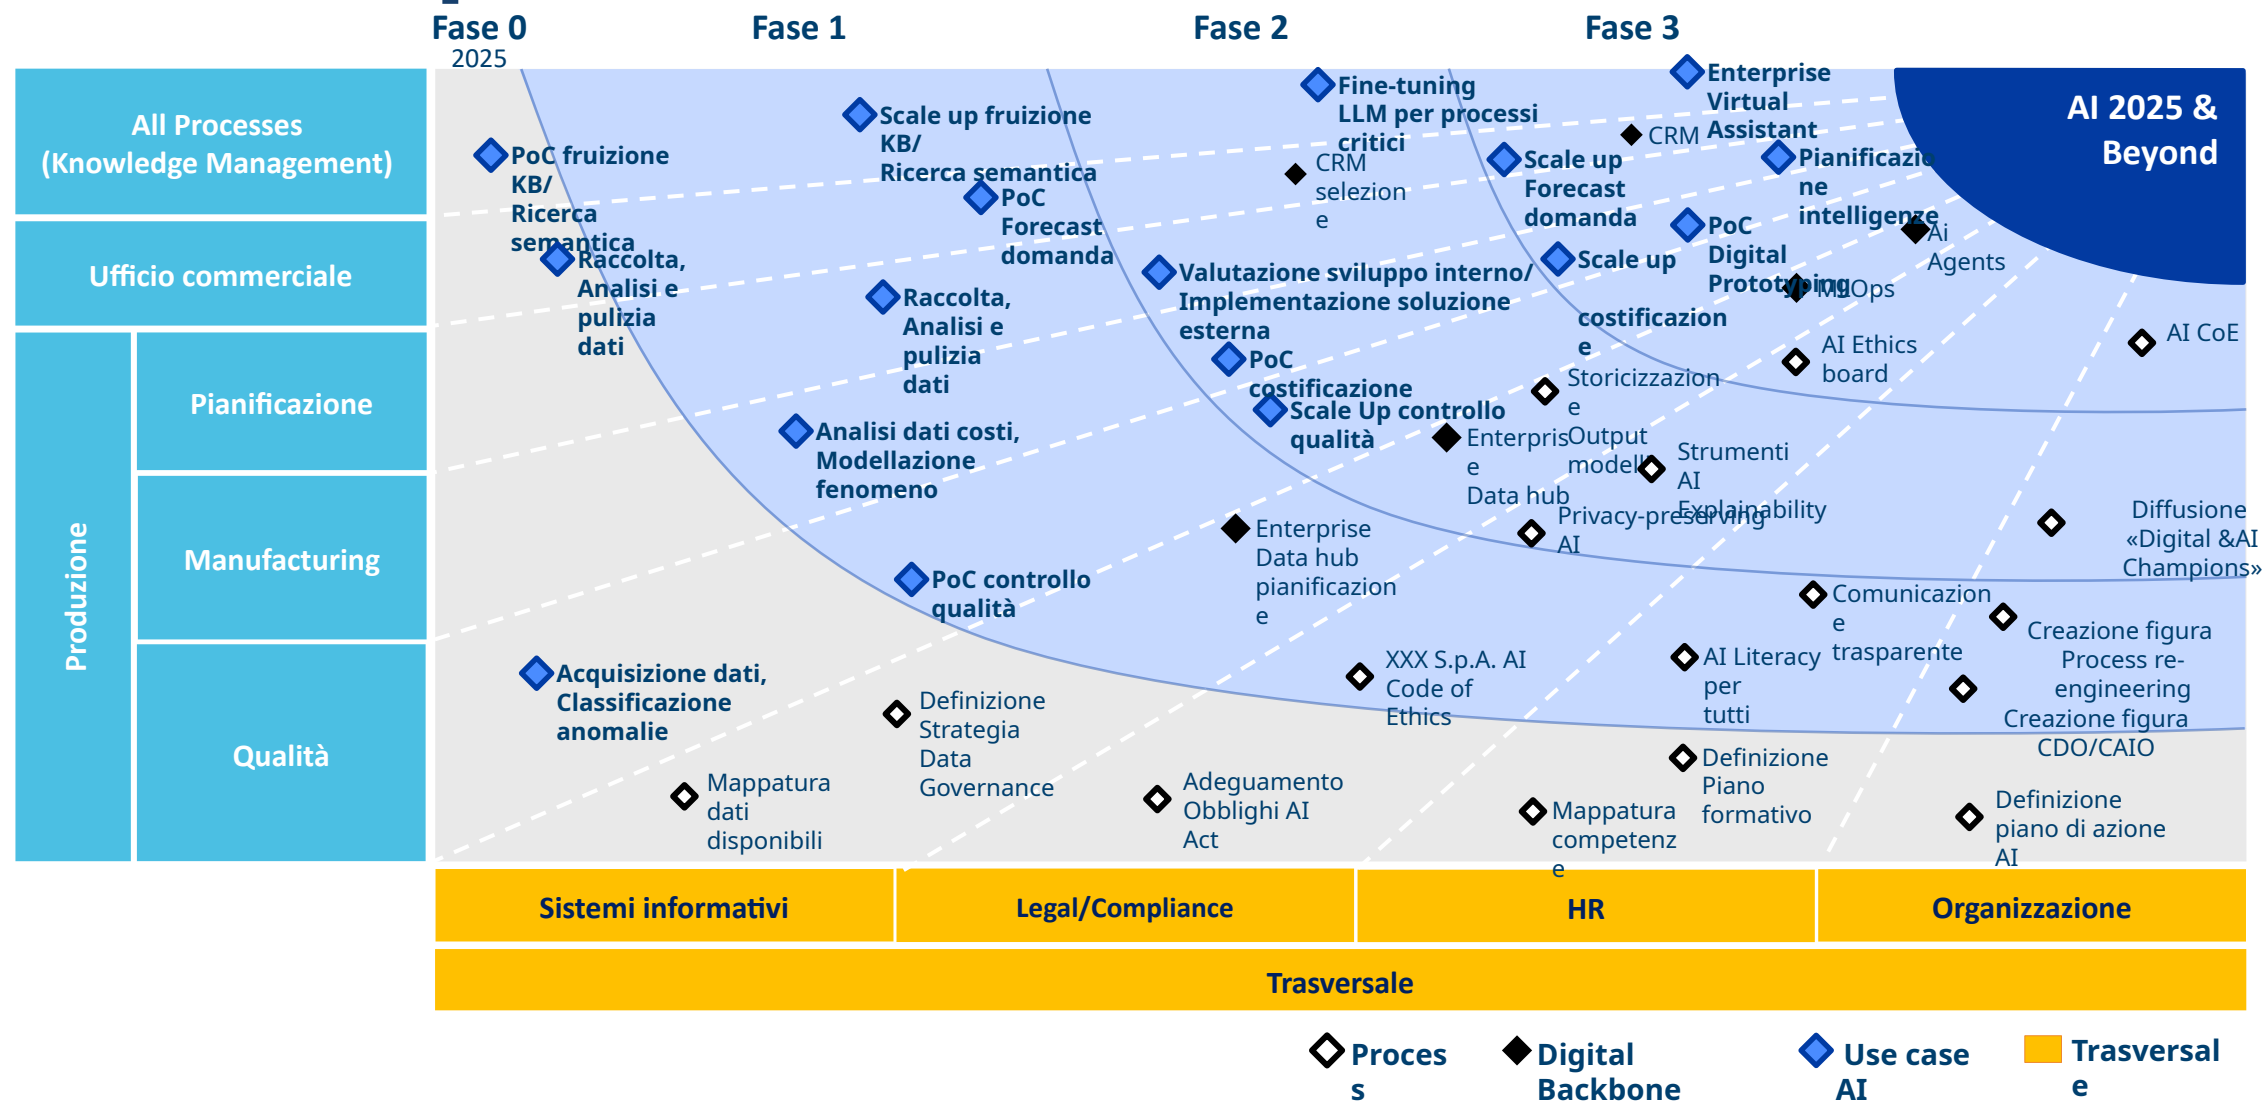 Fase 0
Fase 1
Fase 2
Fase 3
2025
AI 2025 &
Beyond
All Processes
(Knowledge Management)
Ufficio commerciale
Produzione
Pianificazione
Manufacturing
Qualità
PoC fruizione
KB/
Ricerca
semantica
Raccolta,
Analisi e
pulizia
dati
Scale up fruizione
KB/
Ricerca semantica
PoC
Forecast
domanda
Raccolta,
Analisi e
pulizia
dati
Analisi dati costi,
Modellazione
fenomeno
PoC controllo
qualità
Acquisizione dati,
Classificazione
anomalie
Fine-tuning
LLM per processi
critici
CRM
selezion
e
Valutazione sviluppo interno/
Implementazione soluzione
esterna
PoC
costificazione
Scale Up controllo
qualità
Enterprise
Virtual
Assistant
CRM
Scale up
Forecast
domanda
Pianificazio
ne
intelligenze
PoC
Digital
Prototyping
Scale up
costificazion
e
Ai
Agents
MlOps
AI Ethics
board
AI CoE
Storicizzazion
e
Output
modelli
Enterpris
e
Data hub
Strumenti
AI
Explainability
Privacy-preserving
AI
Enterprise
Data hub
pianificazion
e
Diffusione
«Digital &AI
Champions»
Comunicazion
e
trasparente
Creazione figura
Process re-
engineering
Creazione figura
CDO/CAIO
XXX S.p.A. AI
Code of
Ethics
AI Literacy
per
tutti
Definizione
Strategia
Data
Governance
Mappatura
dati
disponibili
Adeguamento
Obblighi AI
Act
Definizione
Piano
formativo
Mappatura
competenz
e
Definizione
piano di azione
AI
Sistemi informativi
Legal/Compliance
HR
Organizzazione
Trasversale
Proces
s
Digital
Backbone
Use case
AI
Trasversal
e